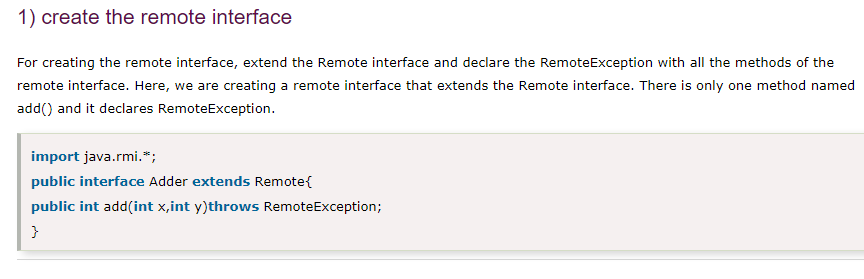 1) create the remote interface
For creating the remote interface, extend the Remote interface and declare the RemoteException with all the methods of the
remote interface. Here, we are creating a remote interface that extends the Remote interface. There is only one method named
add() and it declares RemoteException.
import java.rmi.*;
public interface Adder extends Remote{
public int add(int x,int y)throws RemoteException;
}